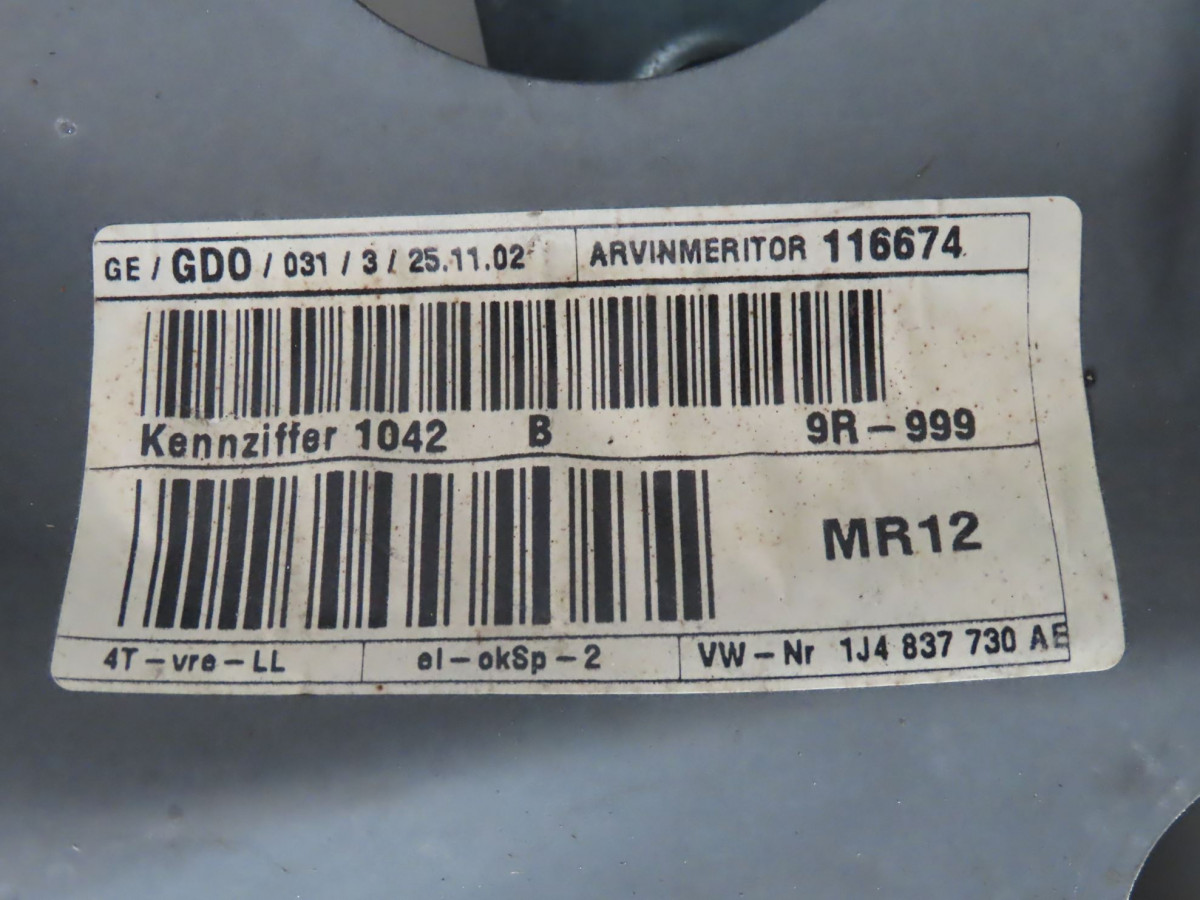 GE / GDO / 031 / 3 / 25.11.02 ARVINMERITOR 116674
Kennziffer 1042 B 9R-999
MR12
4T-vre-LL el-okSp-2 VW-Nr 1J4 837 730 AE